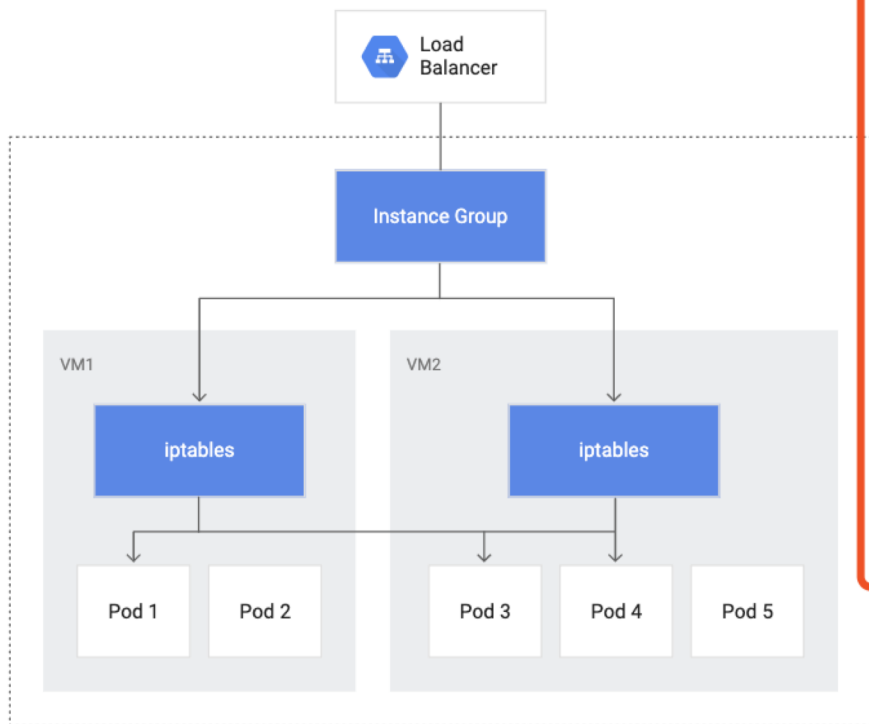 Load
Balancer
Instance Group
VM1
VM2
iptables
iptables
Pod 1
Pod 2
Pod 3
Pod 4
Pod 5